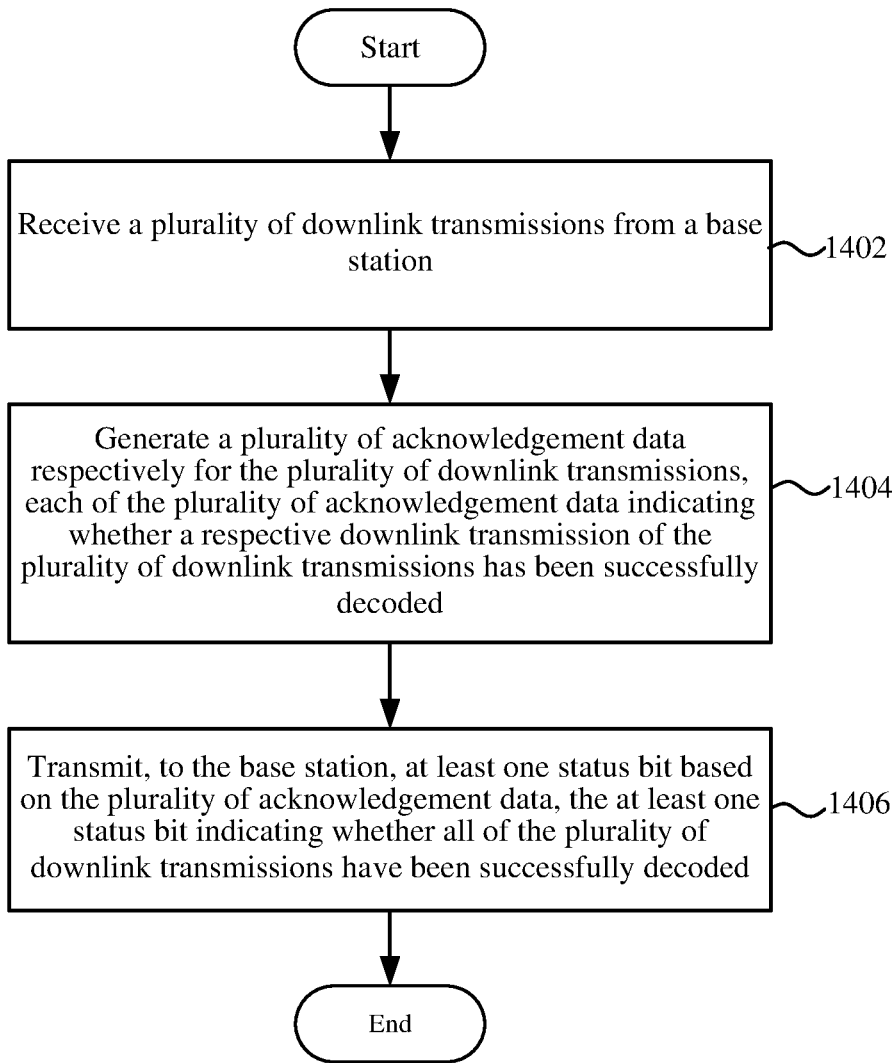 Start
Receive a plurality of downlink transmissions from a base
station
1402
Generate a plurality of acknowledgement data
respectively for the plurality of downlink transmissions,
each of the plurality of acknowledgement data indicating
whether a respective downlink transmission of the
plurality of downlink transmissions has been successfully
decoded
1404
Transmit, to the base station, at least one status bit based
on the plurality of acknowledgement data, the at least one
status bit indicating whether all of the plurality of
downlink transmissions have been successfully decoded
1406
End